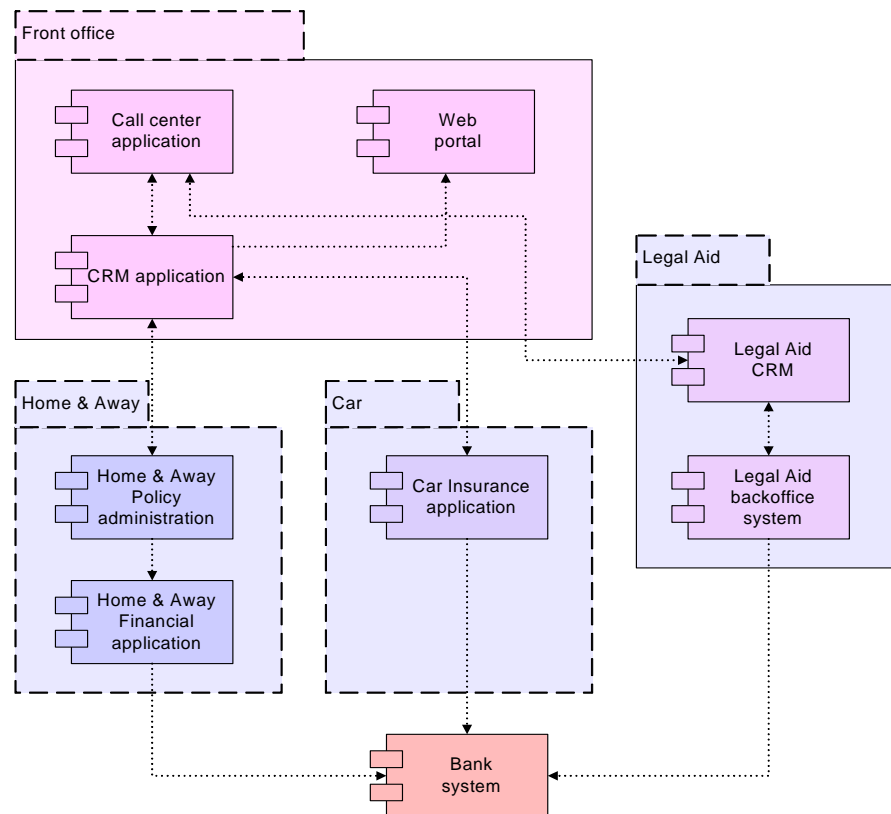 Front office
Call center
application
Web
portal
CRM application
Legal Aid
Legal Aid
CRM
Home & Away
Car
Home & Away
Policy
administration
Car Insurance
application
Legal Aid
backoffice
system
Home & Away
Financial
application
Bank
system